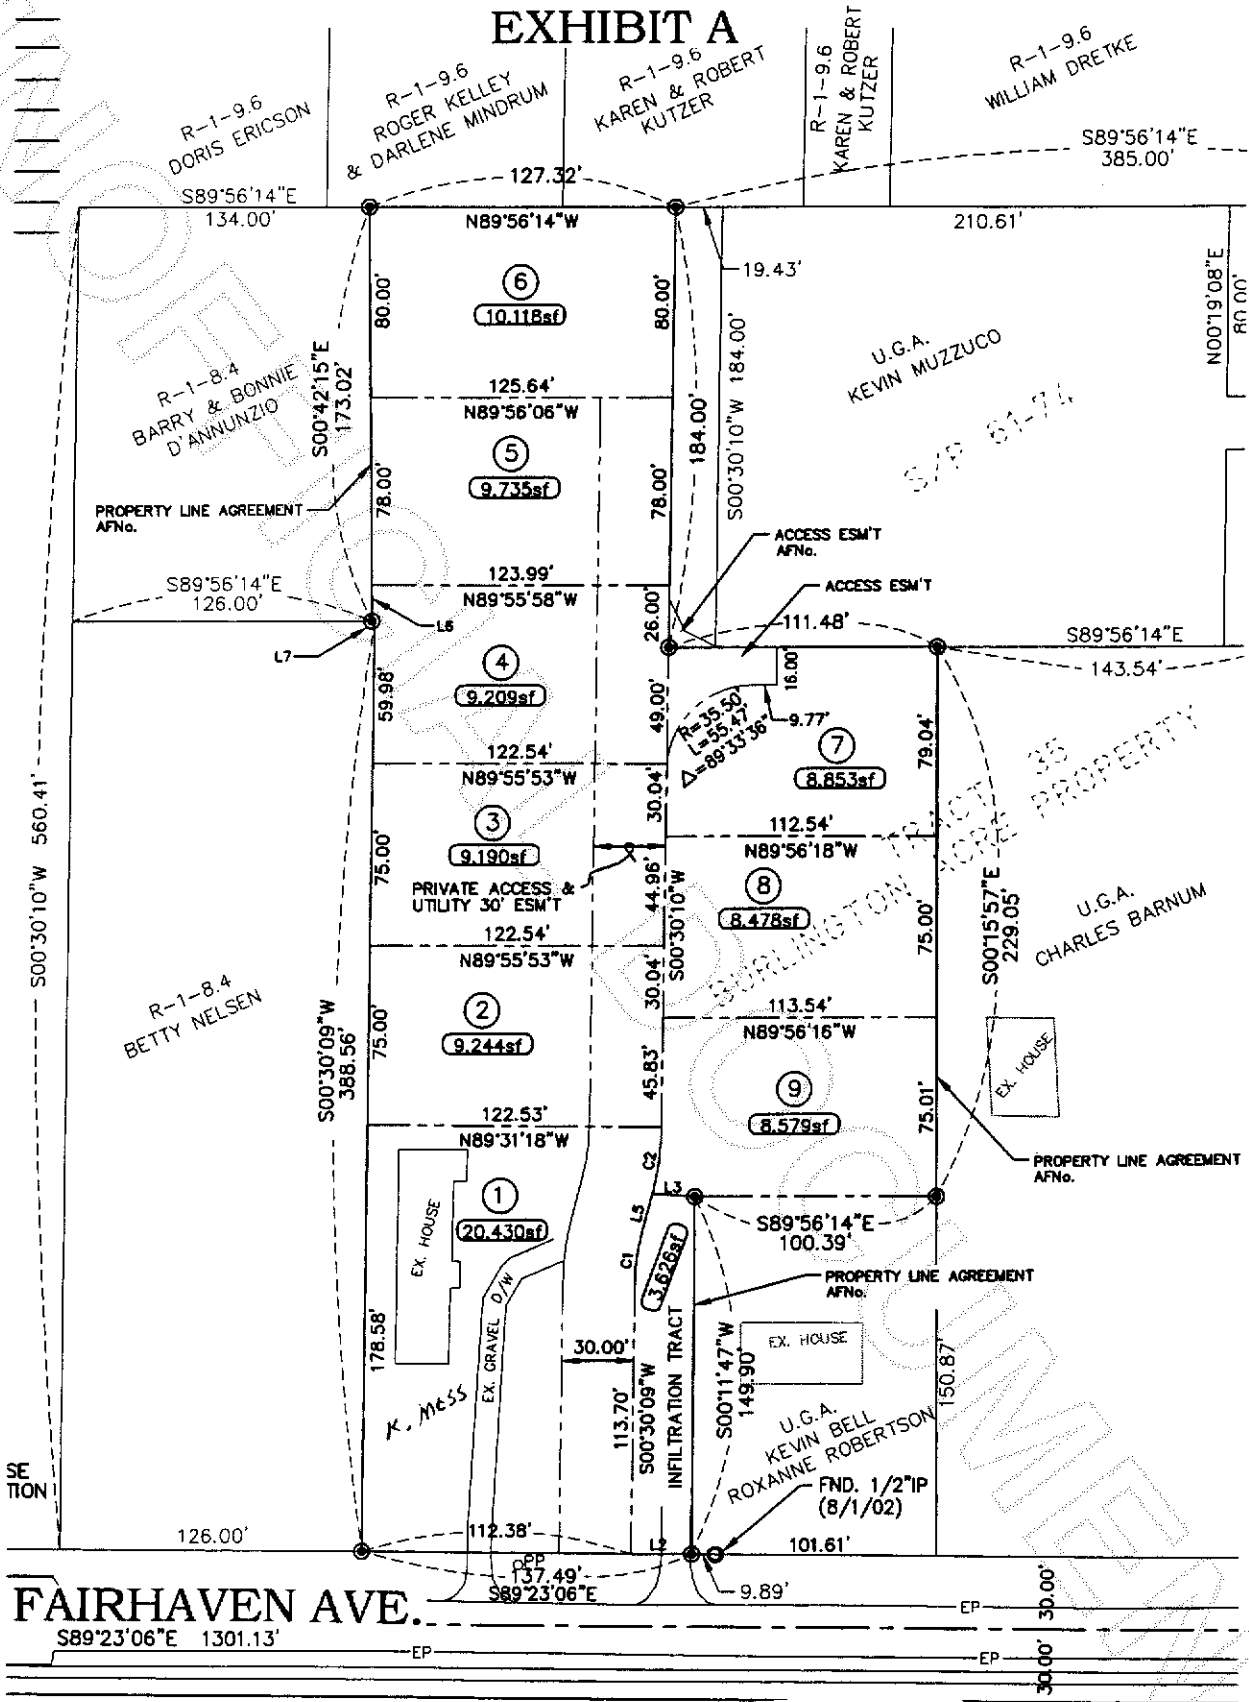 EXHIBIT A
R-1-9.6
DORIS ERICSON
R-1-9.6
ROGER KELLEY
& DARLENE MINDRUM
R-1-9.6
KAREN & ROBERT
KUTZER
R-1-9.6
KAREN & ROBERT
KUTZER
R-1-9.6
WILLIAM DRETKE
S89°56'14"E
385.00'
S89°56'14"E
134.00'
127.32'
N89°56'14"W
210.61'
19.43'
80.00'
6
10.118sf
80.00'
S00°30'10"W 184.00'
184.00'
U.G.A.
KEVIN MUZZUCO
S/P 61-74
N00°19'08"E
80.00'
R-1-8.4
BARRY & BONNIE
D'ANNUNZIO
S00°42'15"E
173.02'
125.64'
N89°56'06"W
5
9.735sf
78.00'
78.00'
PROPERTY LINE AGREEMENT
AFNo.
ACCESS ESM'T
AFNo.
ACCESS ESM'T
S89°56'14"E
126.00'
123.99'
N89°55'58"W
L6
L7
26.00'
111.48'
S89°56'14"E
143.54'
4
9.209sf
59.98'
49.00'
16.00'
R=35.50'
L=55.47'
Δ=89°33'36"
9.77'
7
8.853sf
79.04'
122.54'
N89°55'53"W
30.04'
3
9.190sf
75.00'
112.54'
N89°56'18"W
TRACT 35
BURLINGTON ACRE PROPERTY
PRIVATE ACCESS &
UTILITY 30' ESM'T
44.96'
S00°30'10"W
8
8.478sf
75.00'
S00°15'57"E
229.05'
U.G.A.
CHARLES BARNUM
S00°30'10"W 560.41'
122.54'
N89°55'53"W
30.04'
R-1-8.4
BETTY NELSEN
2
9.244sf
75.00'
S00°30'09"W
388.56'
113.54'
N89°56'16"W
45.83'
9
8.579sf
75.01'
EX. HOUSE
122.53'
N89°31'18"W
C2
PROPERTY LINE AGREEMENT
AFNo.
1
20.430sf
EX. HOUSE
L3
L5
C1
3.626sf
S89°56'14"E
100.39'
PROPERTY LINE AGREEMENT
AFNo.
EX. GRAVEL D/W
178.58'
30.00'
113.70'
S00°30'09"W
INFILTRATION TRACT
S00°11'47"W
149.90'
EX. HOUSE
150.87'
K. MESS
U.G.A.
KEVIN BELL
ROXANNE ROBERTSON
FND. 1/2"IP
(8/1/02)
SE
TION
126.00'
112.38'
L2
101.61'
oPP
137.49'
S89°23'06"E
9.89'
FAIRHAVEN AVE.
S89°23'06"E 1301.13'
EP
EP
EP
30.00'
30.00'
UNOFFICIAL DOCUMENT